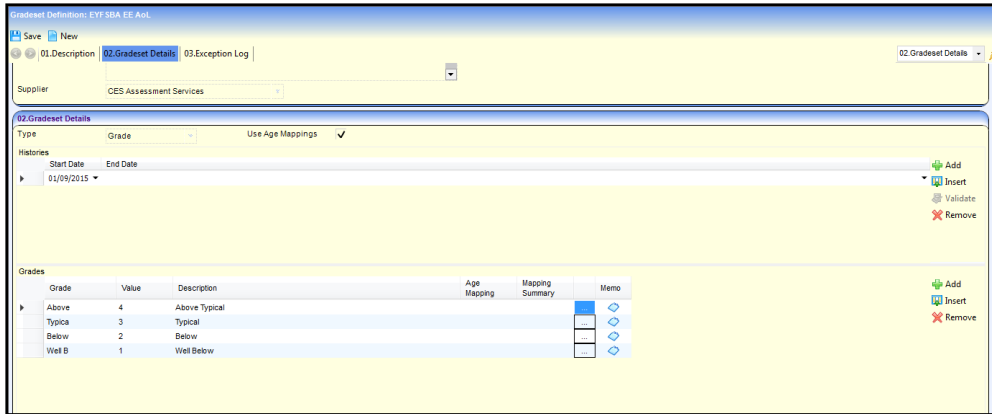 Gradeset Definition: EYFSBA EE AoL
Save New
01.Description 02.Gradeset Details 03.Exception Log 02.Gradeset Details
Supplier CES Assessment Services
02.Gradeset Details
Type Grade Use Age Mappings
Histories
Start Date End Date Add
01/09/2015 Insert
Validate
Remove
Grades
Grade Value Description Age Mapping Mapping Summary Memo Add
Insert
Above 4 Above Typical ...
Typica 3 Typical ... Remove
Below 2 Below ...
Well B 1 Well Below ...